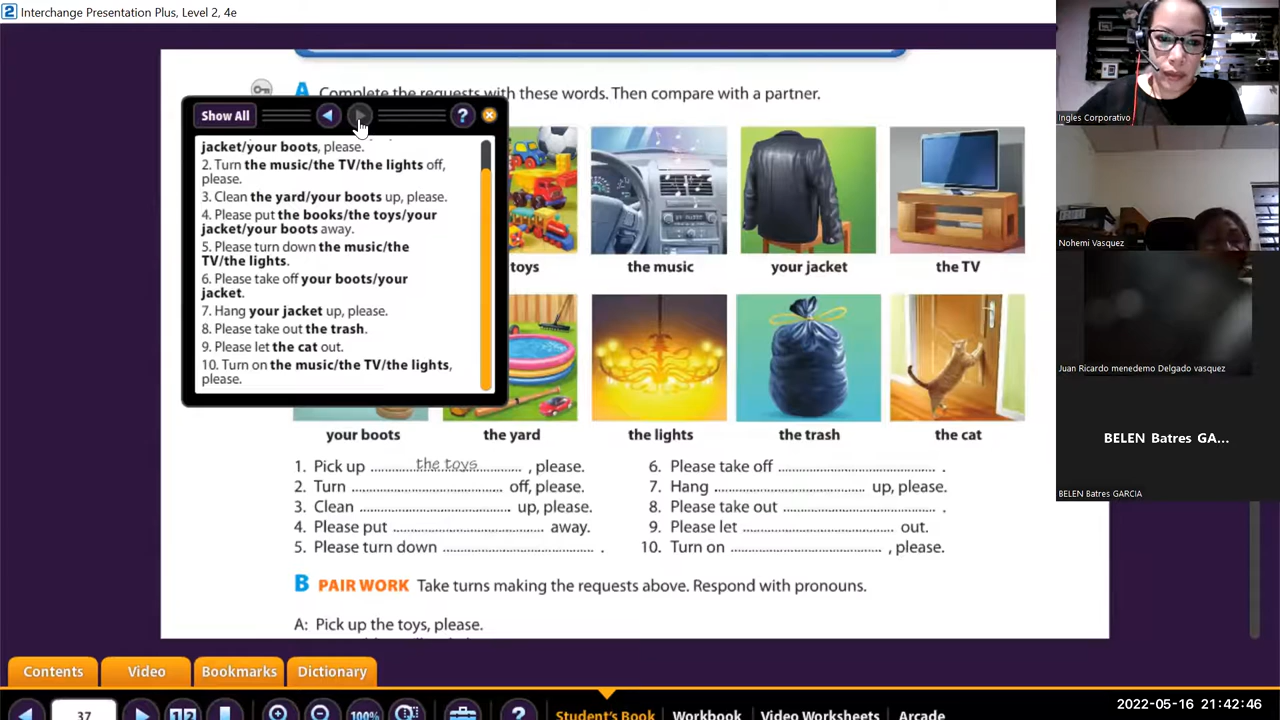 2 Interchange Presentation Plus, Level 2, 4e
A Complete the requests with these words. Then compare with a partner.
Show All ?
jacket/your boots, please.
2. Turn the music/the TV/the lights off,
please.
3. Clean the yard/your boots up, please.
4. Please put the books/the toys/your
jacket/your boots away.
5. Please turn down the music/the
TV/the lights.
6. Please take off your boots/your
jacket.
7. Hang your jacket up, please.
8. Please take out the trash.
9. Please let the cat out.
10. Turn on the music/the TV/the lights,
please.
toys
the music
your jacket
the TV
your boots
the yard
the lights
the trash
the cat
1. Pick up the toys, please.
2. Turn off, please.
3. Clean up, please.
4. Please put away.
5. Please turn down .
6. Please take off .
7. Hang up, please.
8. Please take out .
9. Please let out.
10. Turn on , please.
B PAIR WORK Take turns making the requests above. Respond with pronouns.
A: Pick up the toys, please.
Ingles Corporativo
Nohemi Vasquez
Juan Ricardo menedemo Delgado vasquez
BELEN Batres GA...
BELEN Batres GARCIA
Contents Video Bookmarks Dictionary
37 1 2 100% ? Student's Book Workbook Video Worksheets Arcade
2022-05-16 21:42:46